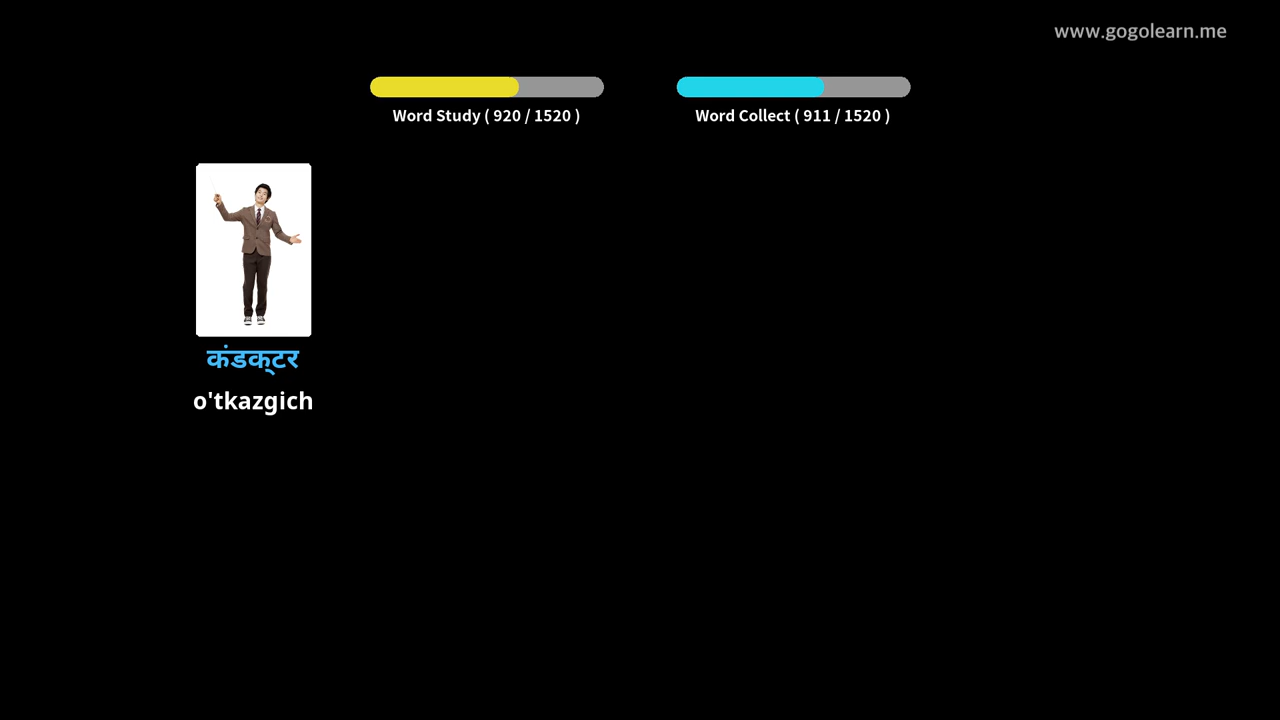 www.gogolearn.me
Word Study ( 920 / 1520 )
Word Collect ( 911 / 1520 )
कंडक्टर
o'tkazgich